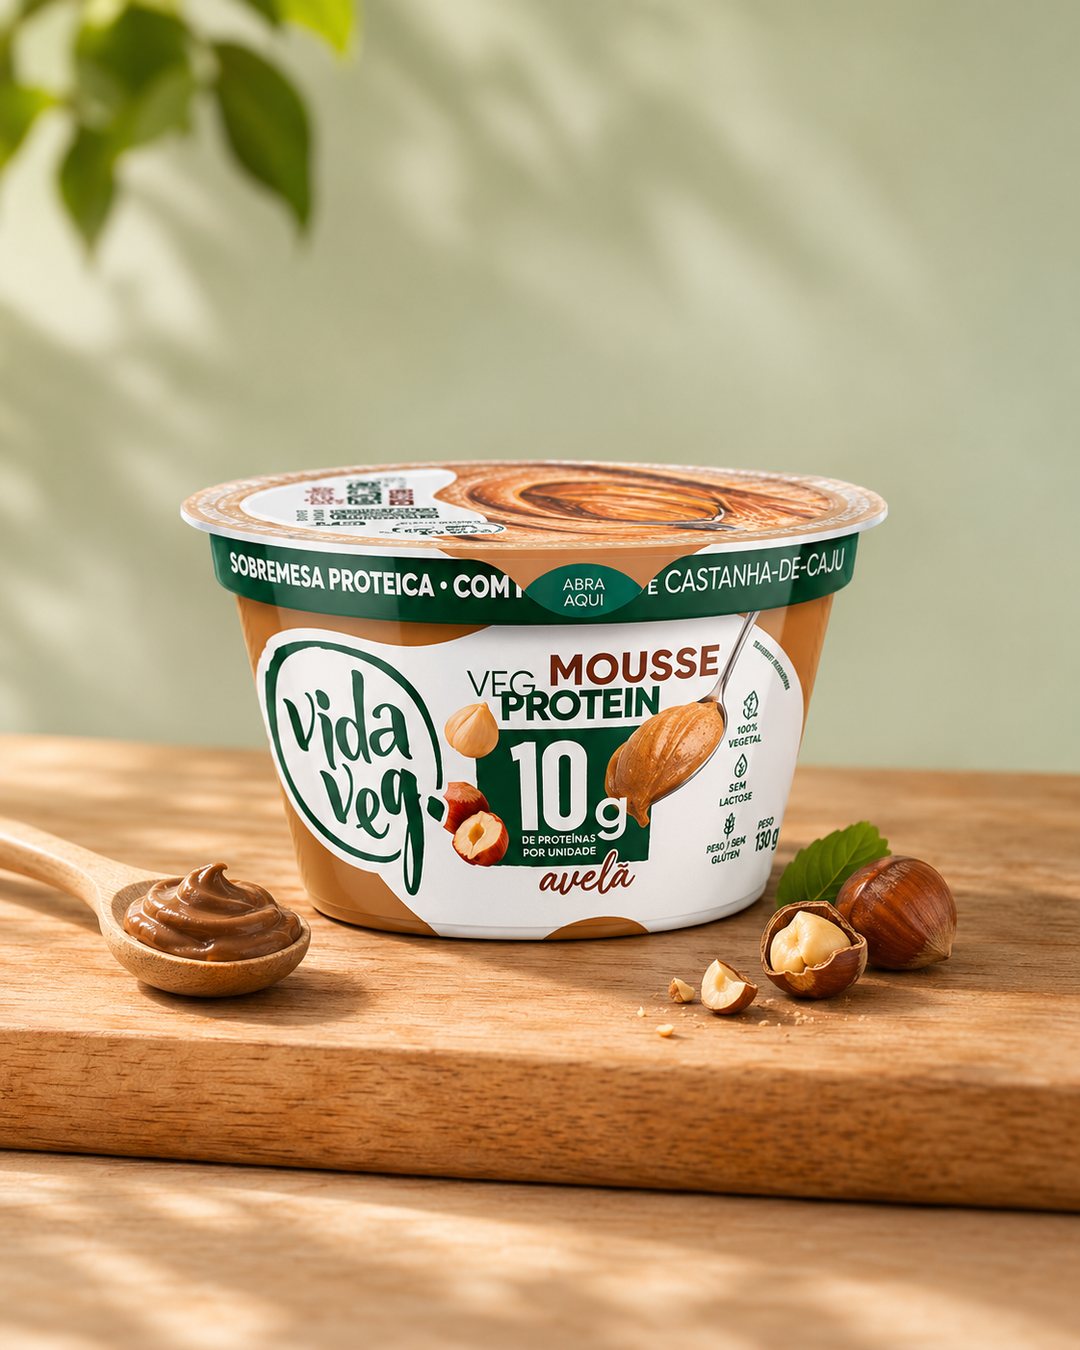 SOBREMESA PROTEICA • COM
ABRA
AQUI
E CASTANHA-DE-CAJU
vida
veg.
VEG MOUSSE
PROTEIN
10g
DE PROTEÍNAS
POR UNIDADE
avelã
100%
VEGETAL
SEM
LACTOSE
GLÚTEN
PESO
130 g